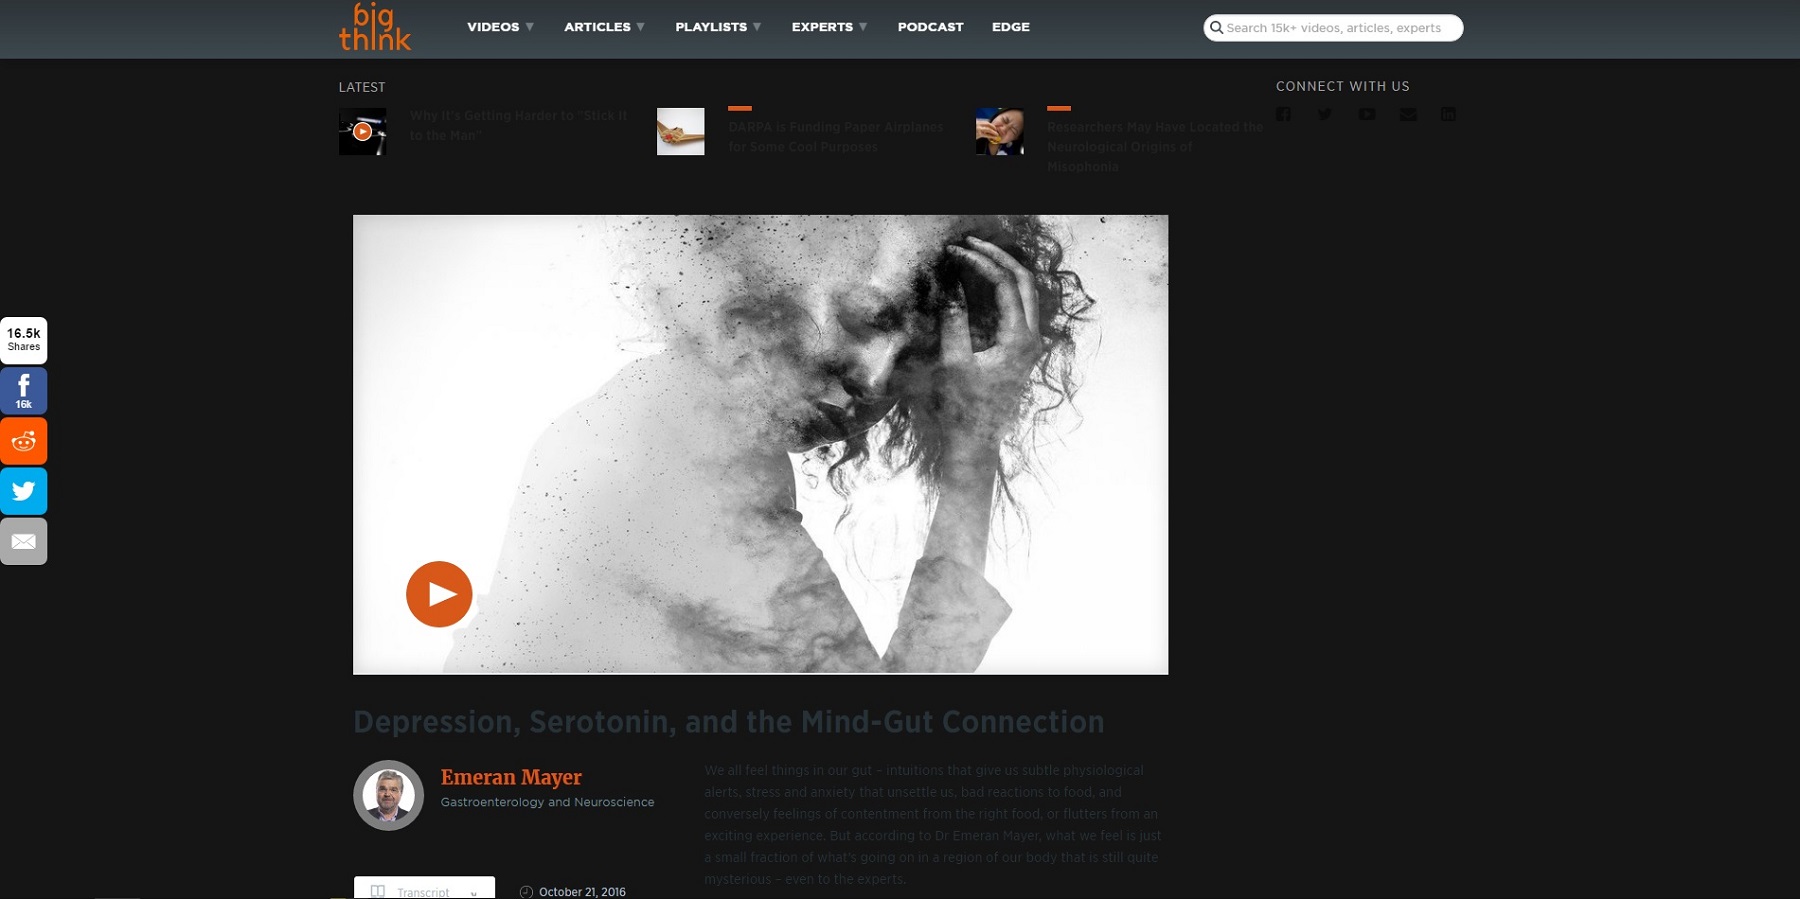 big
think
VIDEOS
ARTICLES
PLAYLISTS
EXPERTS
PODCAST
EDGE
Search 15k+ videos, articles, experts
LATEST
Why It's Getting Harder to "Stick It
to the Man"
DARPA is Funding Paper Airplanes
for Some Cool Purposes
Researchers May Have Located the
Neurological Origins of
Misophonia
CONNECT WITH US
16.5k
Shares
16k
Depression, Serotonin, and the Mind-Gut Connection
Emeran Mayer
Gastroenterology and Neuroscience
We all feel things in our gut – intuitions that give us subtle physiological
alerts, stress and anxiety that unsettle us, bad reactions to food, and
conversely feelings of contentment from the right food, or flutters from an
exciting experience. But according to Dr Emeran Mayer, what we feel is just
a small fraction of what's going on in a region of our body that is still quite
mysterious – even to the experts.
Transcript
October 21, 2016